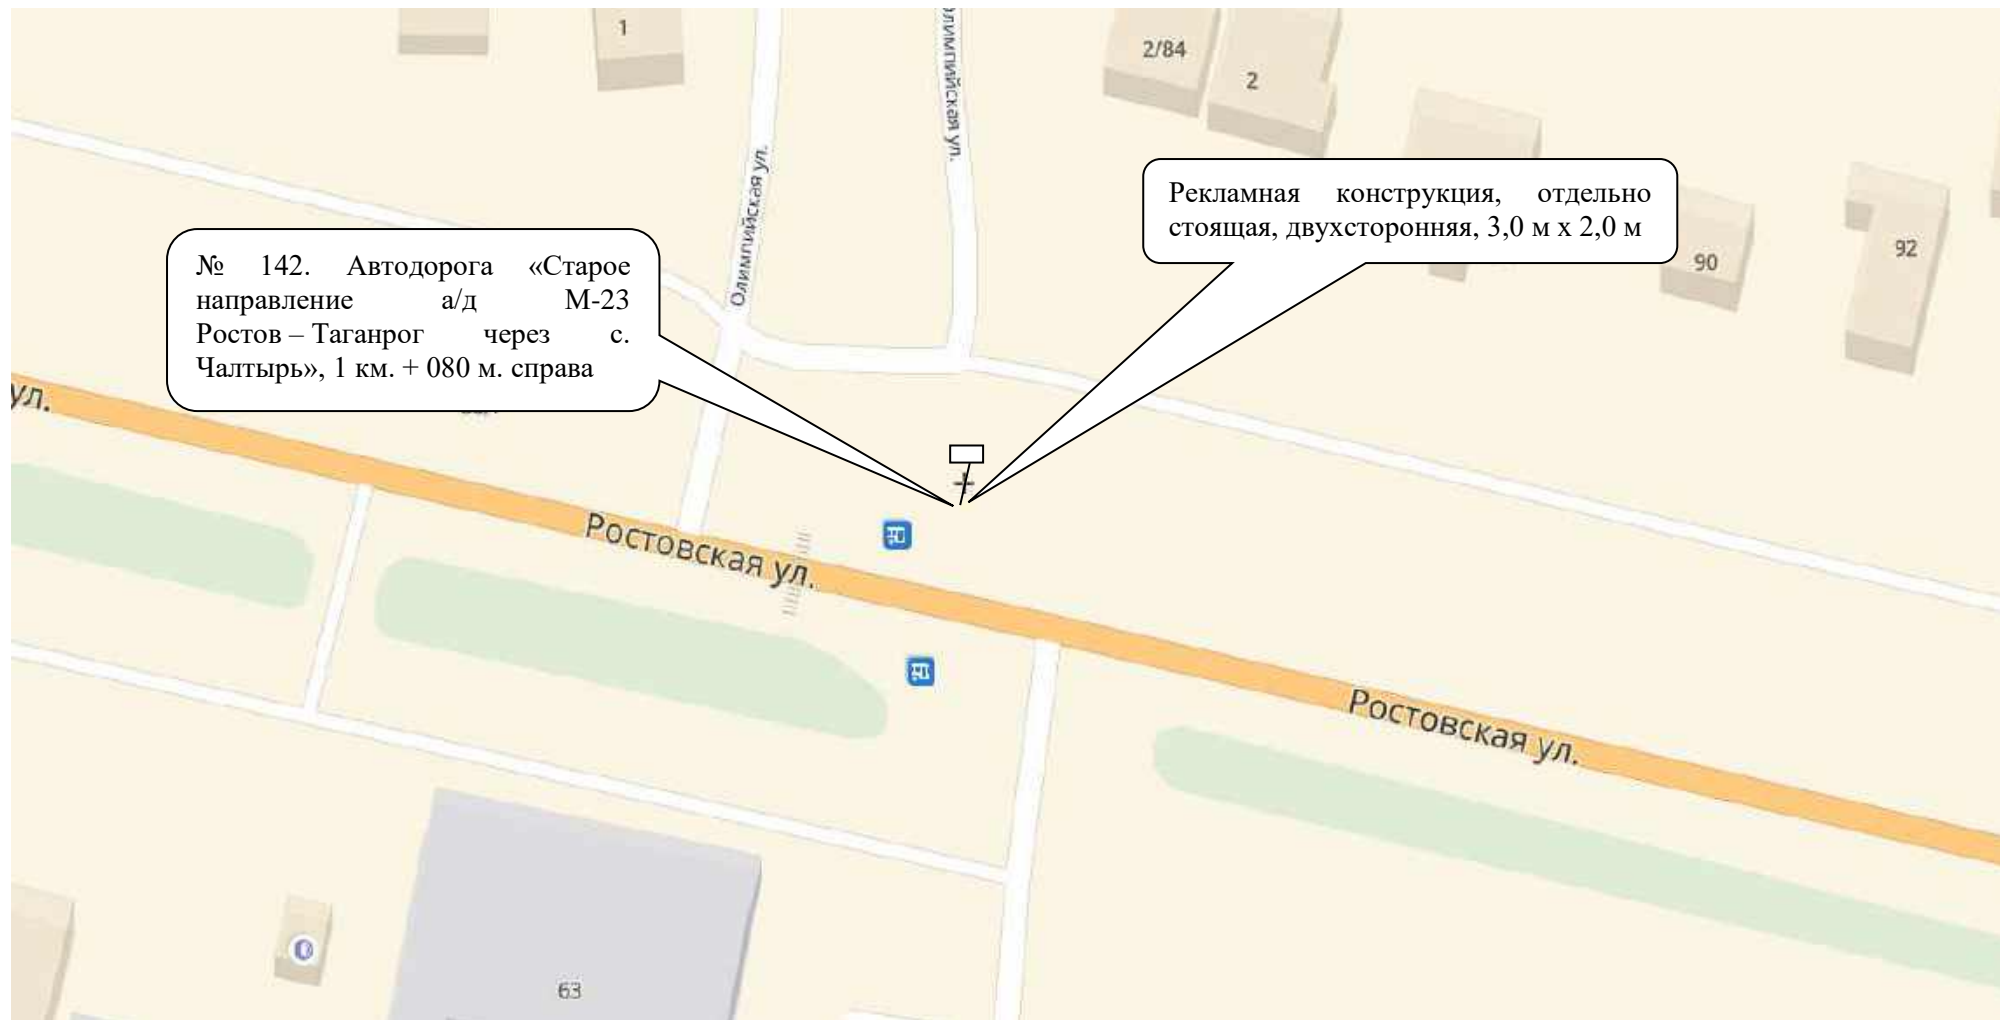 1
2/84
2
Олимпийская ул.
Олимпийская ул.
Рекламная конструкция, отдельно
стоящая, двухсторонняя, 3,0 м х 2,0 м
90
92
№ 142. Автодорога «Старое
направление а/д М-23
Ростов – Таганрог через с.
Чалтырь», 1 км. + 080 м. справа
ул.
Ростовская ул.
Ростовская ул.
63